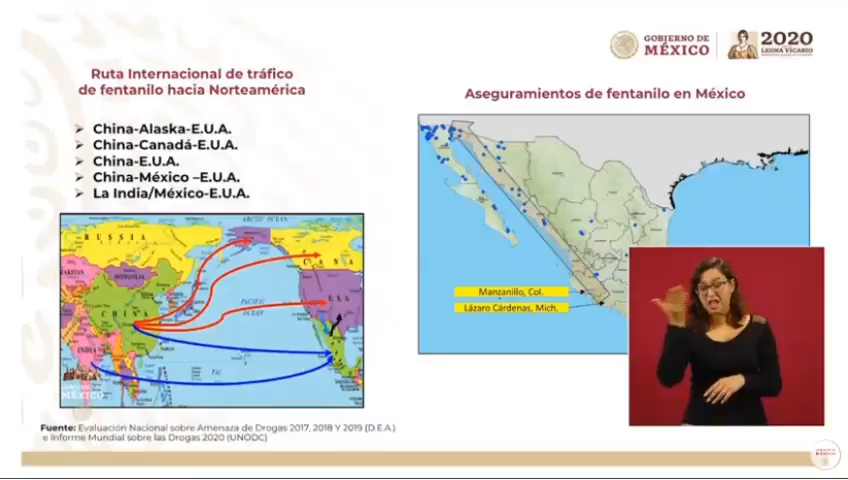 GOBIERNO DE
MÉXICO
2020
LEONA VICARIO
Ruta Internacional de tráfico
de fentanilo hacia Norteamérica
China-Alaska-E.U.A.
China-Canadá-E.U.A.
China-E.U.A.
China-México –E.U.A.
La India/México-E.U.A.
Aseguramientos de fentanilo en México
ARCTIC OCEAN
RUSSIA
MONGOLIA
CHINA
INDIA
PACIFIC
OCEAN
CANADA
U.S.A.
Manzanillo, Col.
Lázaro Cárdenas, Mich.
MÉXICO
Fuente: Evaluación Nacional sobre Amenaza de Drogas 2017, 2018 Y 2019 (D.E.A.)
e Informe Mundial sobre las Drogas 2020 (UNODC)
MÉXICO